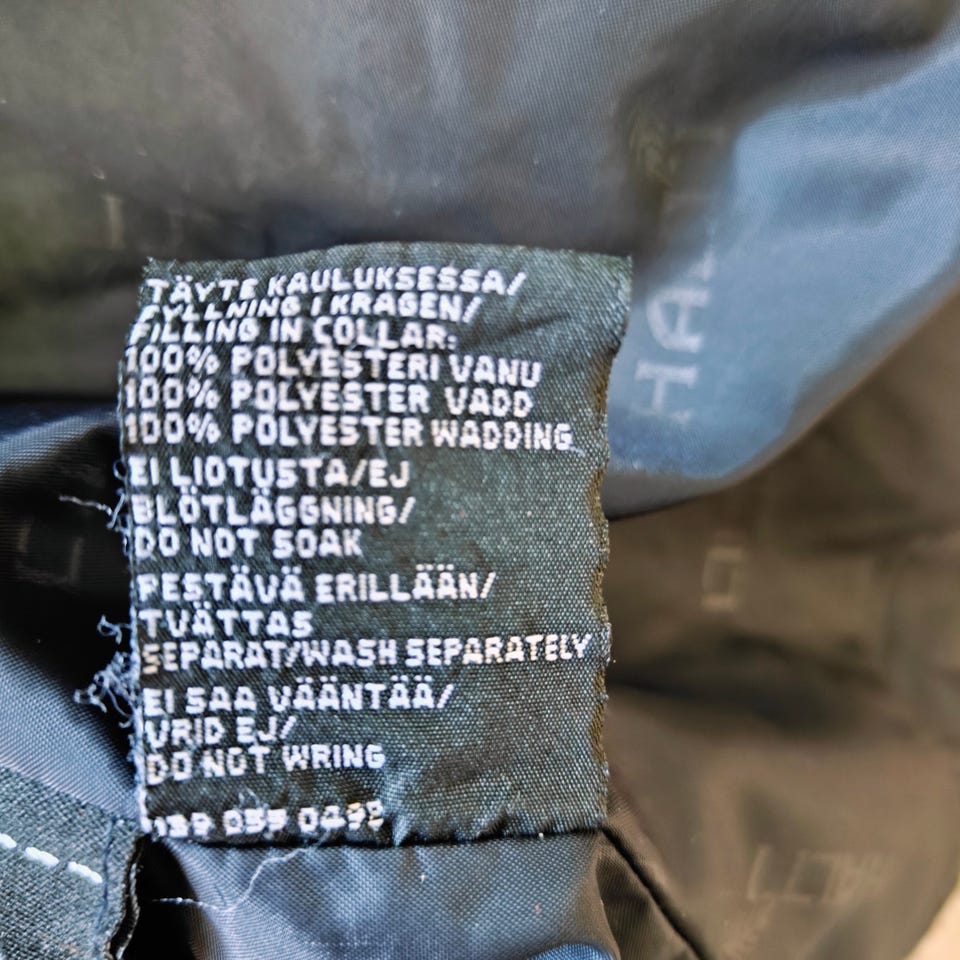 TÄYTE KAULUKSESSA/
FYLLNING I KRAGEN/
FILLING IN COLLAR:
100% POLYESTERI VANU
100% POLYESTER VADD
100% POLYESTER WADDING
EI LIOTUSTA/EJ
BLÖTLÄGGNING/
DO NOT SOAK
PESTÄVÄ ERILLÄÄN/
TVÄTTAS
SEPARAT/WASH SEPARATELY
EI SAA VÄÄNTÄÄ/
VRID EJ/
DO NOT WRING